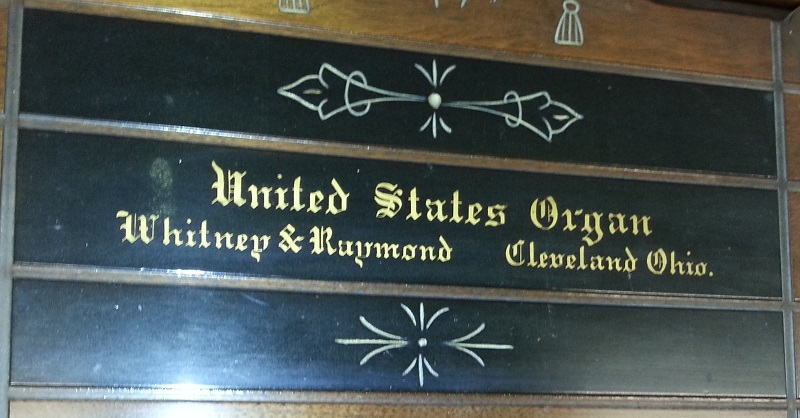 United States Organ
Whitney & Raymond Cleveland Ohio.